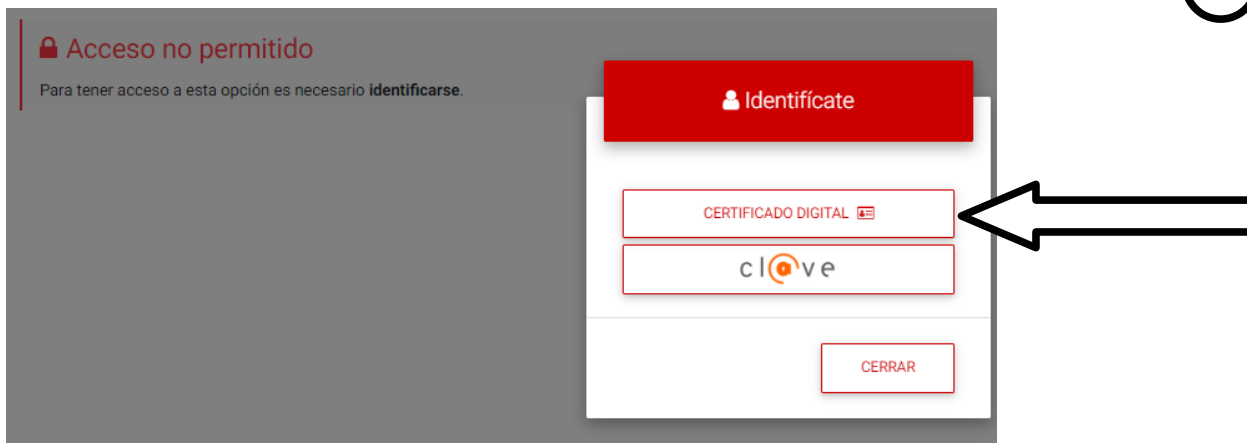 Acceso no permitido
Para tener acceso a esta opción es necesario identificarse.
Identifícate
CERTIFICADO DIGITAL
cl@ve
CERRAR